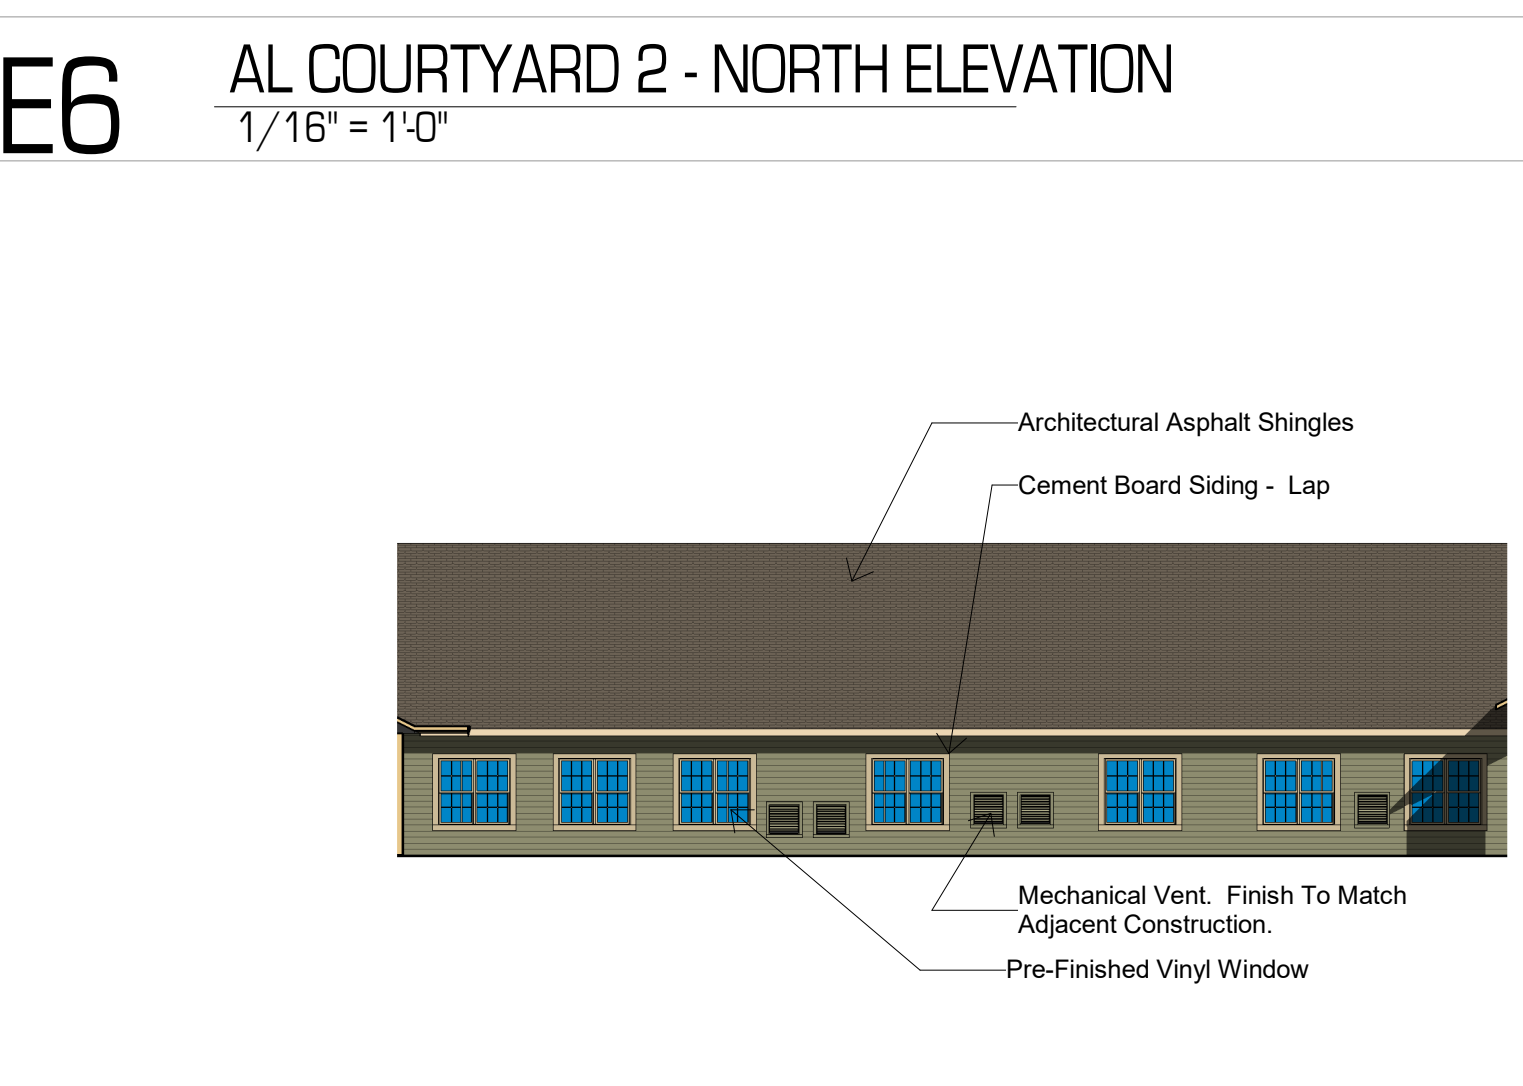 E6
AL COURTYARD 2 - NORTH ELEVATION
1/16" = 1'-0"
Architectural Asphalt Shingles
Cement Board Siding -  Lap
Mechanical Vent.  Finish To Match
Adjacent Construction.
Pre-Finished Vinyl Window